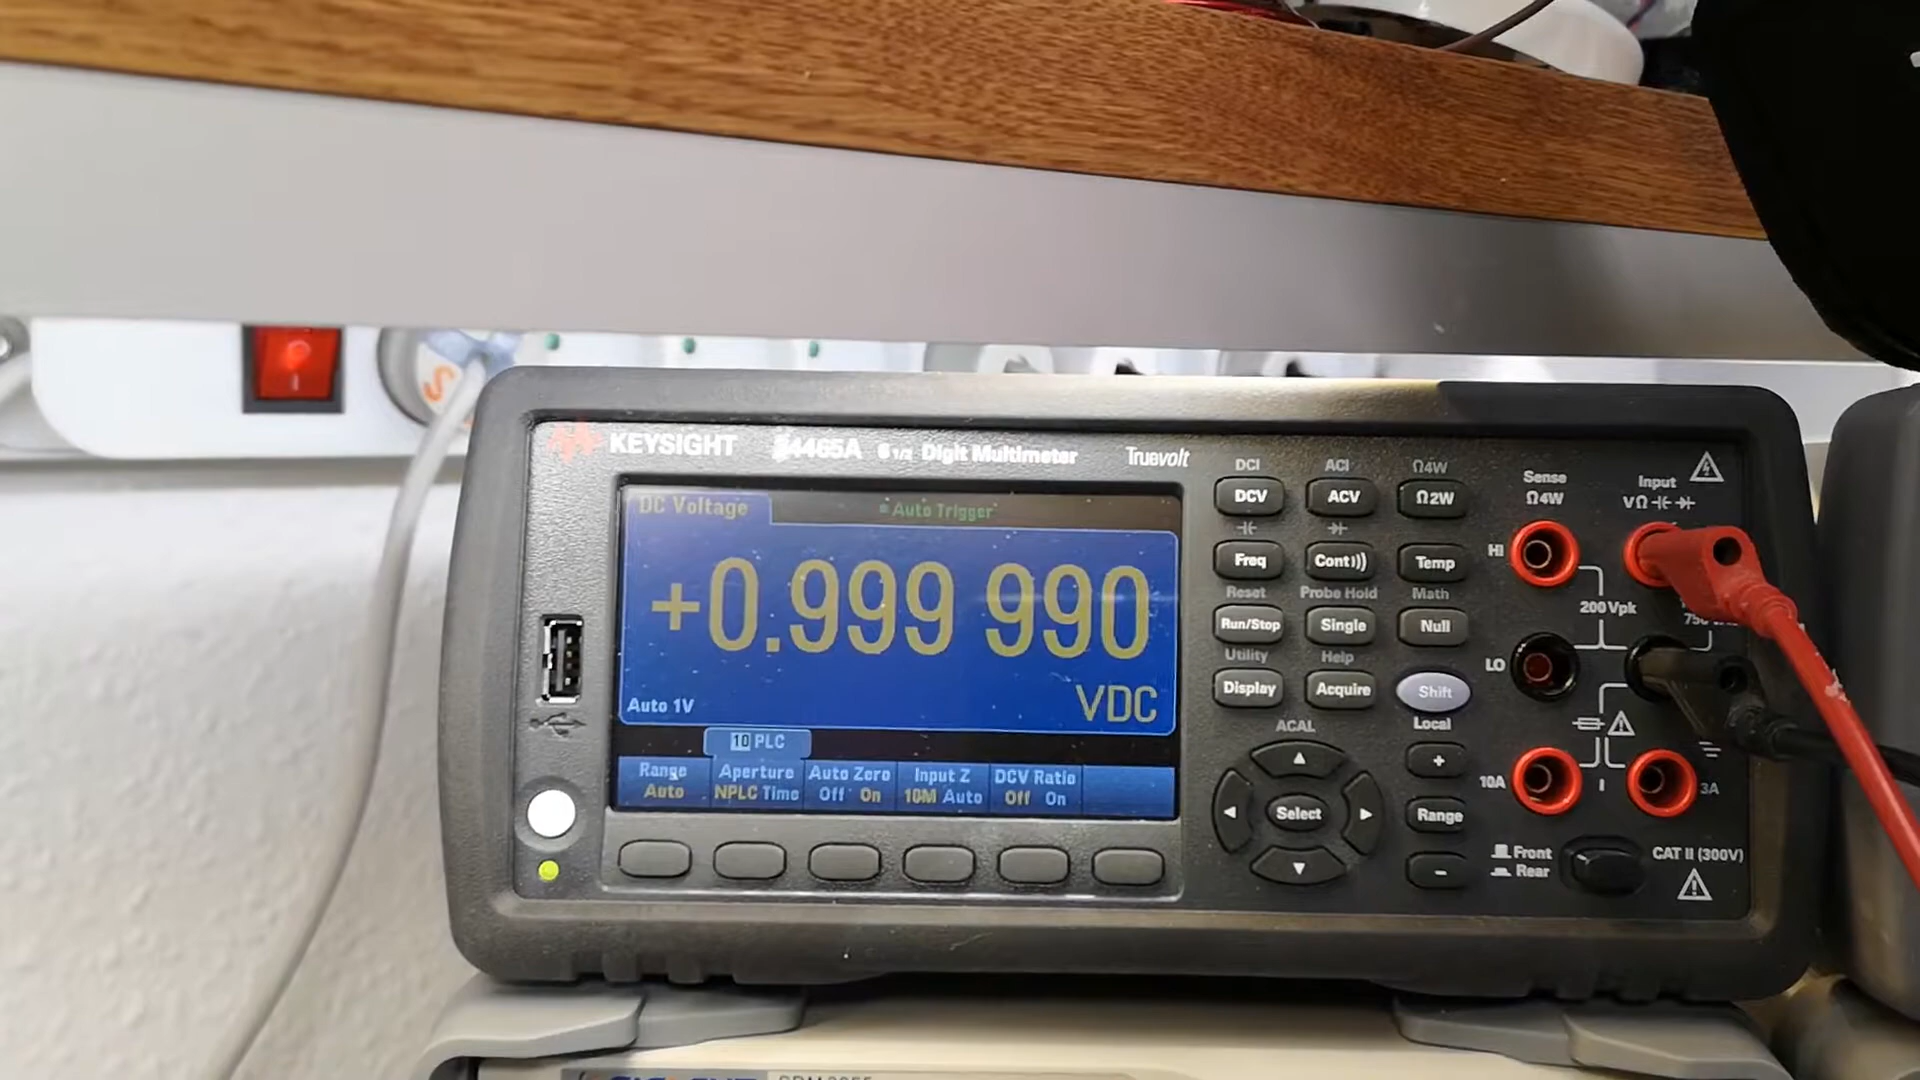 KEYSIGHT 34465A 6 1/2 Digit Multimeter Truevolt
DC Voltage
Auto Trigger
+0.999 990
VDC
Auto 1V
10 PLC
Range
Auto
Aperture
NPLC Time
Auto Zero
Off On
Input Z
10M Auto
DCV Ratio
Off On
DCI
ACI
Ω4W
DCV
ACV
Ω2W
Freq
Cont)))
Temp
Reset
Probe Hold
Math
Run/Stop
Single
Null
Utility
Help
Display
Acquire
Shift
ACAL
Local
+
Select
Range
-
Sense
Ω4W
Input
VΩ
HI
200 Vpk
LO
10A
3A
Front
Rear
CAT II (300V)